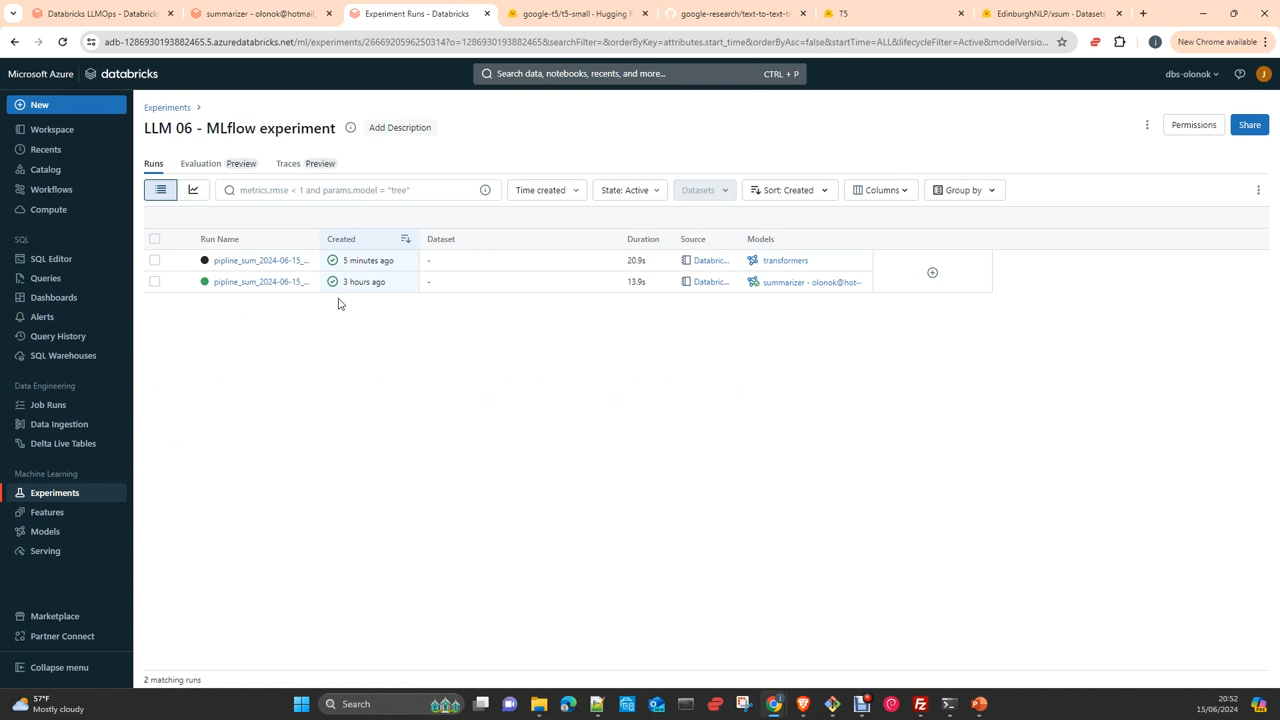 Databricks LLMOps - Databricks
summarizer - olonok@hotmail
Experiment Runs - Databricks
google-t5/t5-small · Hugging F
google-research/text-to-text-tr
T5
EdinburghNLP/xsum · Datasets
adb-1286930193882465.5.azuredatabricks.net/ml/experiments/2666920596250314?o=1286930193882465&searchFilter=&orderByKey=attributes.start_time&orderByAsc=false&startTime=ALL&lifecycleFilter=Active&modelVersio...
New Chrome available
Microsoft Azure
databricks
Search data, notebooks, recents, and more...
CTRL + P
dbs-olonok
J
New
Workspace
Recents
Catalog
Workflows
Compute
SQL
SQL Editor
Queries
Dashboards
Alerts
Query History
SQL Warehouses
Data Engineering
Job Runs
Data Ingestion
Delta Live Tables
Machine Learning
Experiments
Features
Models
Serving
Marketplace
Partner Connect
Collapse menu
Experiments
LLM 06 - MLflow experiment
Add Description
Permissions
Share
Runs
Evaluation Preview
Traces Preview
metrics.rmse < 1 and params.model = "tree"
Time created
State: Active
Datasets
Sort: Created
Columns
Group by
Run Name Created Dataset Duration Source Models
pipline_sum_2024-06-15_... 5 minutes ago - 20.9s Databric... transformers
pipline_sum_2024-06-15_... 3 hours ago - 13.9s Databric... summarizer - olonok@hot...
2 matching runs
57°F
Mostly cloudy
Search
20:52
15/06/2024